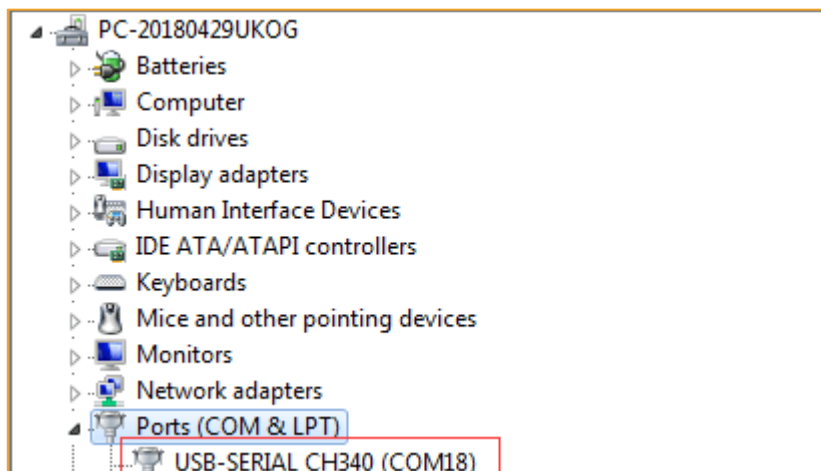 PC-20180429UKOG
Batteries
Computer
Disk drives
Display adapters
Human Interface Devices
IDE ATA/ATAPI controllers
Keyboards
Mice and other pointing devices
Monitors
Network adapters
Ports (COM & LPT)
USB-SERIAL CH340 (COM18)